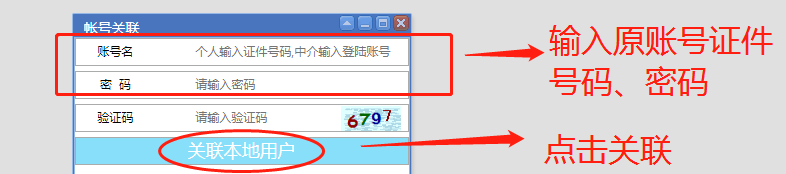 帐号关联
账号名 个人输入证件号码,中介输入登陆账号
密 码 请输入密码
验证码 请输入验证码 6797
关联本地用户
输入原账号证件
号码、密码
点击关联